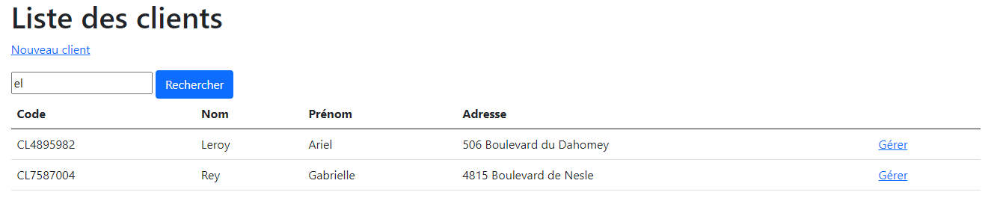 Liste des clients
Nouveau client
el Rechercher
Code Nom Prénom Adresse
CL4895982 Leroy Ariel 506 Boulevard du Dahomey Gérer
CL7587004 Rey Gabrielle 4815 Boulevard de Nesle Gérer